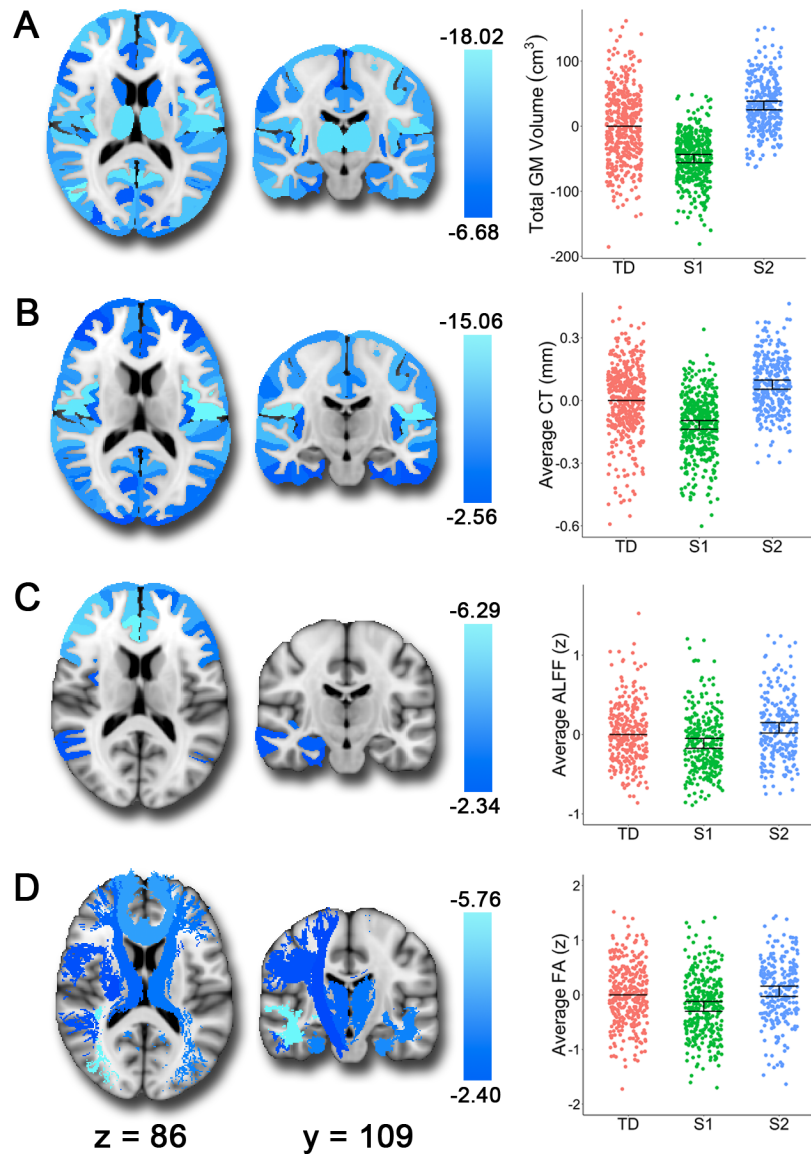 A
-18.02
-6.68
Total GM Volume (cm³)
100
0
-100
-200
TD S1 S2
B
-15.06
-2.56
Average CT (mm)
0.3
0.0
-0.3
-0.6
TD S1 S2
C
-6.29
-2.34
Average ALFF (z)
1
0
-1
TD S1 S2
D
-5.76
-2.40
Average FA (z)
2
1
0
-1
-2
TD S1 S2
z = 86 y = 109